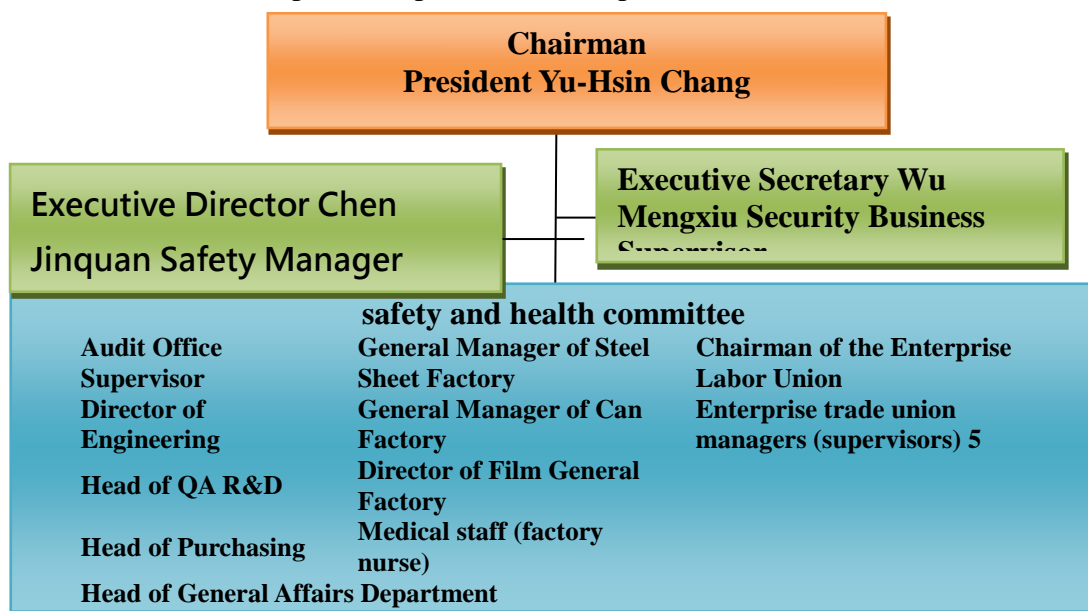 Chairman
President Yu-Hsin Chang
Executive Director Chen
Jinquan Safety Manager
Executive Secretary Wu
Mengxiu Security Business
safety and health committee
Audit Office
Supervisor
Director of
Engineering
Head of QA R&D
Head of Purchasing
Head of General Affairs Department
General Manager of Steel
Sheet Factory
General Manager of Can
Factory
Director of Film General
Factory
Medical staff (factory
nurse)
Chairman of the Enterprise
Labor Union
Enterprise trade union
managers (supervisors) 5